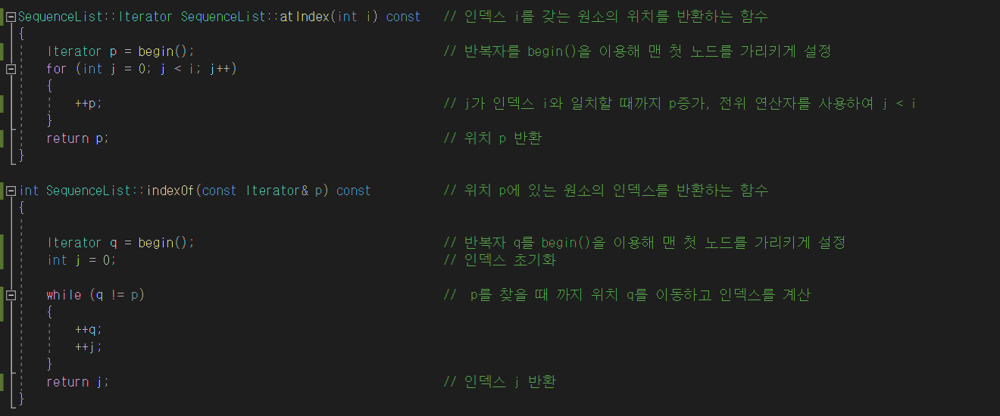 SequenceList::Iterator SequenceList::atIndex(int i) const // 인덱스 i를 갖는 원소의 위치를 반환하는 함수
{
Iterator p = begin(); // 반복자를 begin()을 이용해 맨 첫 노드를 가리키게 설정
for (int j = 0; j < i; j++)
{
++p; // j가 인덱스 i와 일치할 때까지 p증가, 전위 연산자를 사용하여 j < i
}
return p; // 위치 p 반환
}
int SequenceList::indexOf(const Iterator& p) const // 위치 p에 있는 원소의 인덱스를 반환하는 함수
{
Iterator q = begin(); // 반복자 q를 begin()을 이용해 맨 첫 노드를 가리키게 설정
int j = 0; // 인덱스 초기화
while (q != p) // p를 찾을 때 까지 위치 q를 이동하고 인덱스를 계산
{
++q;
++j;
}
return j; // 인덱스 j 반환
}